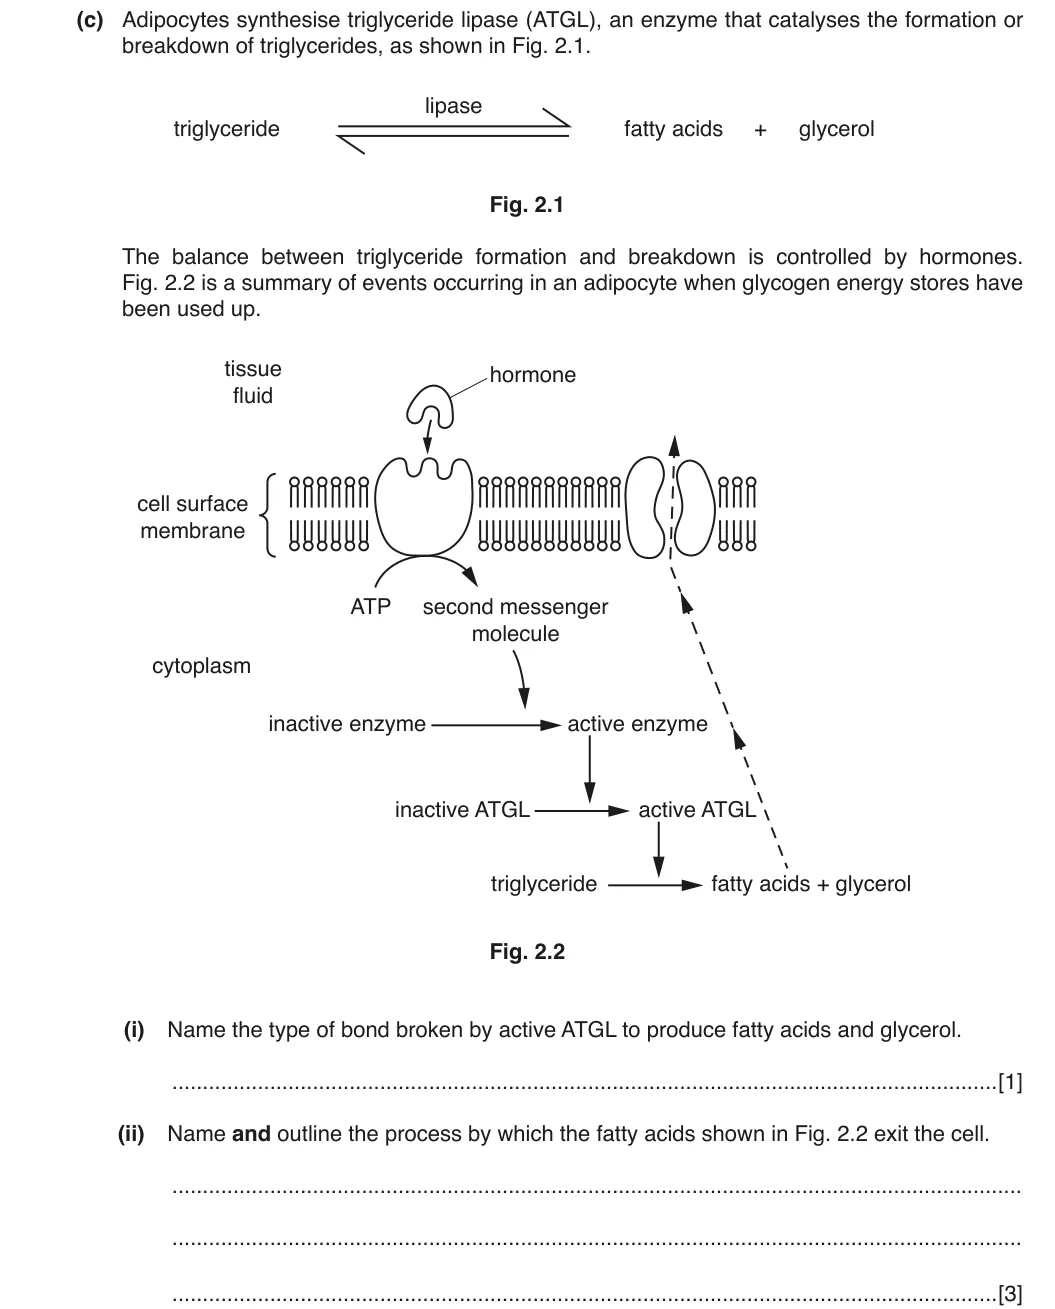 (c) Adipocytes synthesise triglyceride lipase (ATGL), an enzyme that catalyses the formation or
breakdown of triglycerides, as shown in Fig. 2.1.
lipase
triglyceride fatty acids + glycerol
Fig. 2.1
The balance between triglyceride formation and breakdown is controlled by hormones.
Fig. 2.2 is a summary of events occurring in an adipocyte when glycogen energy stores have
been used up.
tissue
fluid
hormone
cell surface
membrane
ATP second messenger
molecule
cytoplasm
inactive enzyme active enzyme
inactive ATGL active ATGL
triglyceride fatty acids + glycerol
Fig. 2.2
(i) Name the type of bond broken by active ATGL to produce fatty acids and glycerol.
[1]
(ii) Name and outline the process by which the fatty acids shown in Fig. 2.2 exit the cell.
[3]